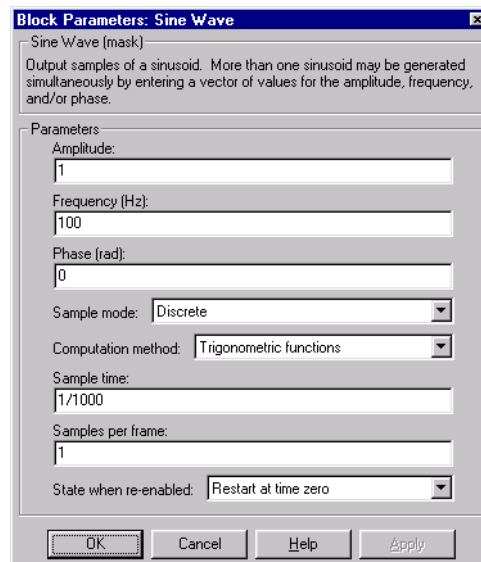 Block Parameters: Sine Wave
Sine Wave (mask)
Output samples of a sinusoid.  More than one sinusoid may be generated
simultaneously by entering a vector of values for the amplitude, frequency,
and/or phase.
Parameters
Amplitude:
1
Frequency (Hz):
100
Phase (rad):
0
Sample mode: Discrete
Computation method: Trigonometric functions
Sample time:
1/1000
Samples per frame:
1
State when re-enabled: Restart at time zero
OK Cancel Help Apply